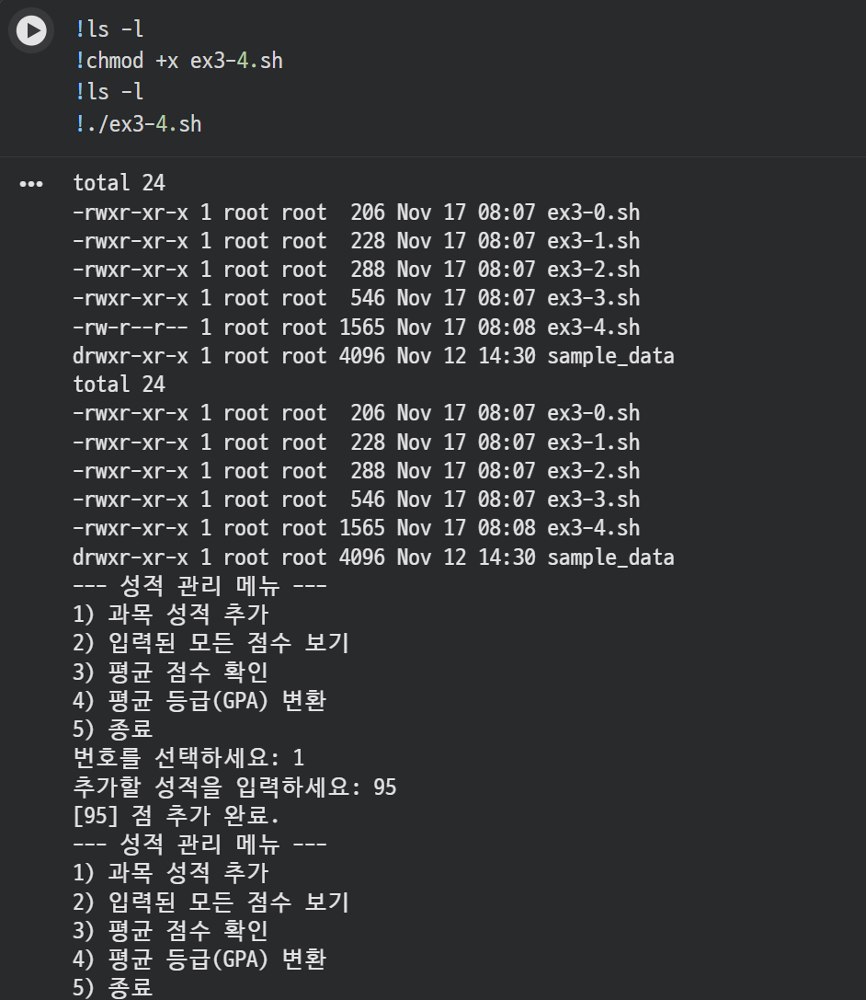 !ls -l
!chmod +x ex3-4.sh
!ls -l
!./ex3-4.sh
total 24
-rwxr-xr-x 1 root root  206 Nov 17 08:07 ex3-0.sh
-rwxr-xr-x 1 root root  228 Nov 17 08:07 ex3-1.sh
-rwxr-xr-x 1 root root  288 Nov 17 08:07 ex3-2.sh
-rwxr-xr-x 1 root root  546 Nov 17 08:07 ex3-3.sh
-rw-r--r-- 1 root root 1565 Nov 17 08:08 ex3-4.sh
drwxr-xr-x 1 root root 4096 Nov 12 14:30 sample_data
total 24
-rwxr-xr-x 1 root root  206 Nov 17 08:07 ex3-0.sh
-rwxr-xr-x 1 root root  228 Nov 17 08:07 ex3-1.sh
-rwxr-xr-x 1 root root  288 Nov 17 08:07 ex3-2.sh
-rwxr-xr-x 1 root root  546 Nov 17 08:07 ex3-3.sh
-rwxr-xr-x 1 root root 1565 Nov 17 08:08 ex3-4.sh
drwxr-xr-x 1 root root 4096 Nov 12 14:30 sample_data
--- 성적 관리 메뉴 ---
1) 과목 성적 추가
2) 입력된 모든 점수 보기
3) 평균 점수 확인
4) 평균 등급(GPA) 변환
5) 종료
번호를 선택하세요: 1
추가할 성적을 입력하세요: 95
[95] 점 추가 완료.
--- 성적 관리 메뉴 ---
1) 과목 성적 추가
2) 입력된 모든 점수 보기
3) 평균 점수 확인
4) 평균 등급(GPA) 변환
5) 종료